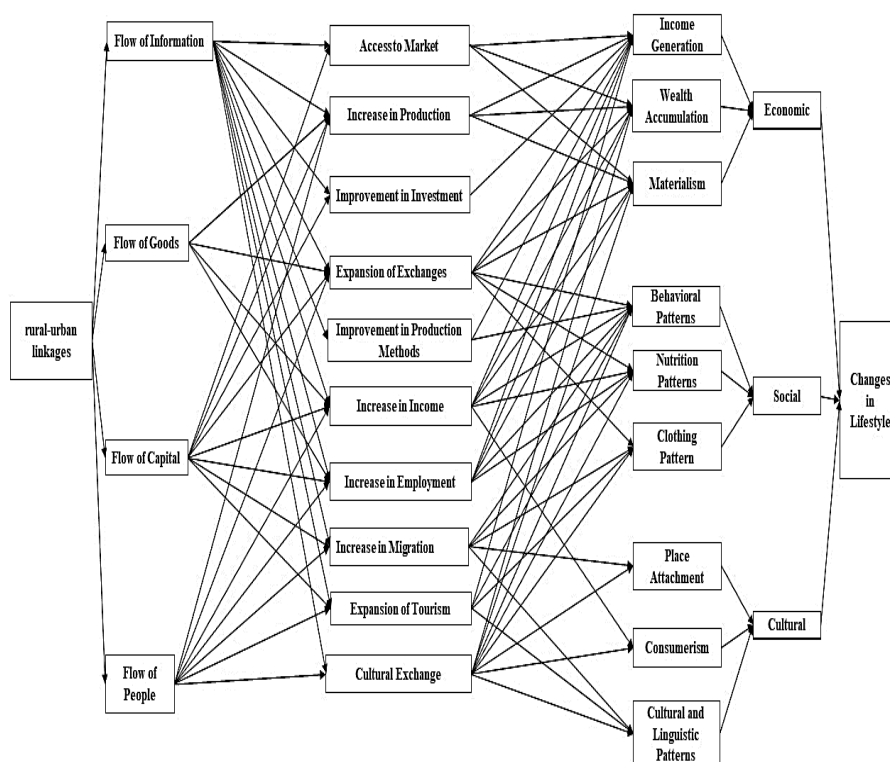 rural-urban
linkages
Flow of Information
Flow of Goods
Flow of Capital
Flow of
People
Accessto Market
Increase in Production
Improvement in Investment
Expansion of Exchanges
Improvement in Production
Methods
Increase in Income
Increase in Employment
Increase in Migration
Expansion of Tourism
Cultural Exchange
Income
Generation
Wealth
Accumulation
Materialism
Behavioral
Patterns
Nutrition
Patterns
Clothing
Pattern
Place
Attachment
Consumerism
Cultural and
Linguistic
Patterns
Economic
Social
Cultural
Changes
in
Lifestyle